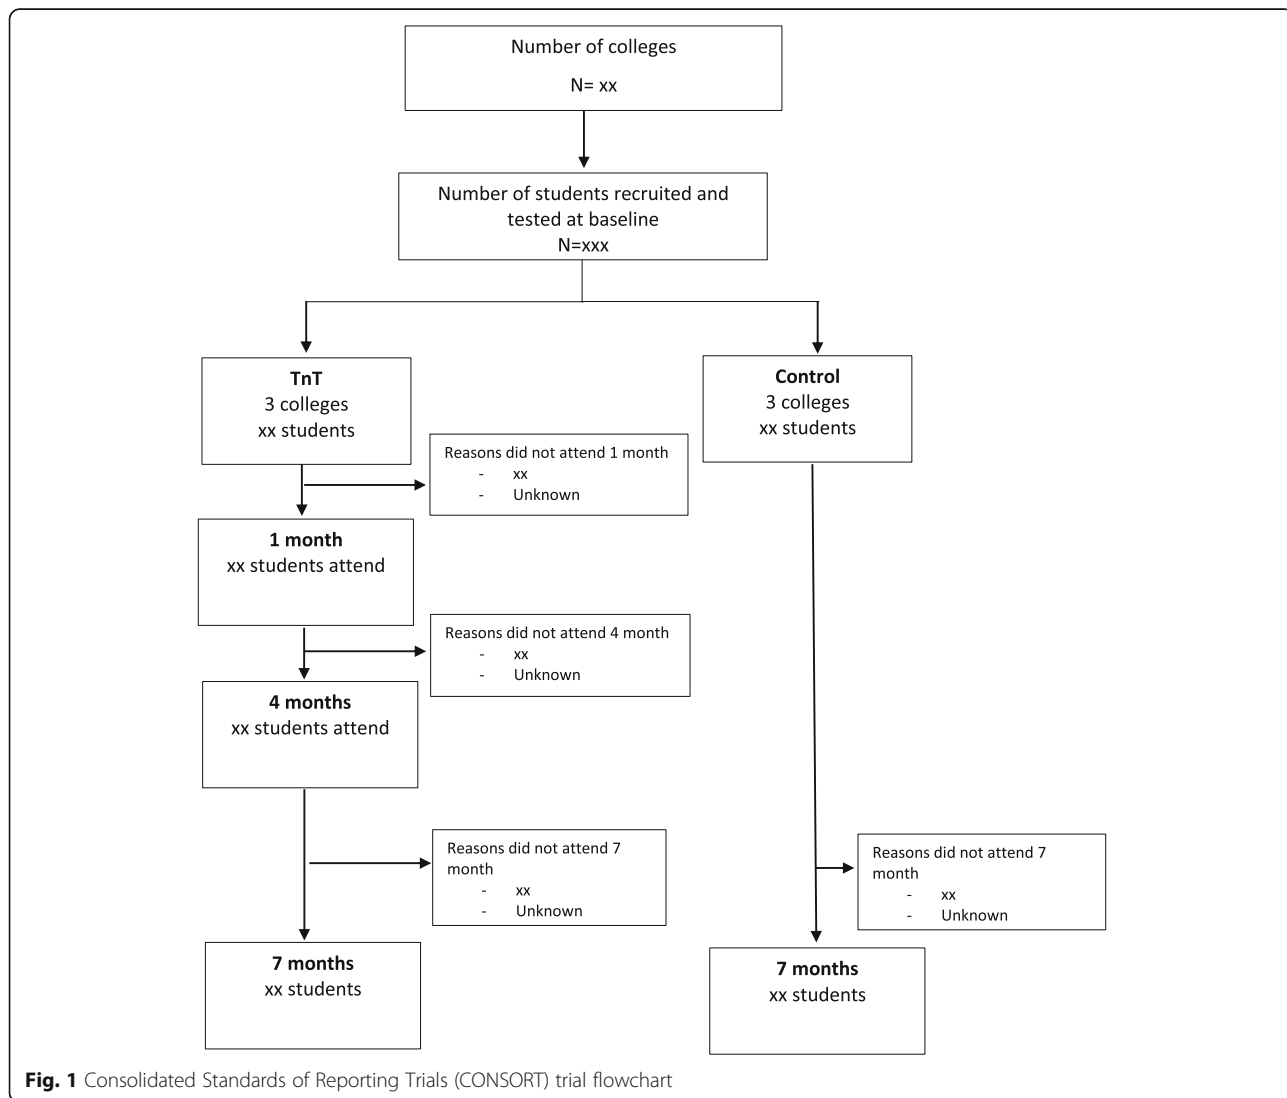 Number of colleges
N= xx
Number of students recruited and
tested at baseline
N=xxx
TnT
3 colleges
xx students
Control
3 colleges
xx students
Reasons did not attend 1 month
- xx
- Unknown
1 month
xx students attend
Reasons did not attend 4 month
- xx
- Unknown
4 months
xx students attend
Reasons did not attend 7
month
- xx
- Unknown
Reasons did not attend 7
month
- xx
- Unknown
7 months
xx students
7 months
xx students
Fig. 1 Consolidated Standards of Reporting Trials (CONSORT) trial flowchart